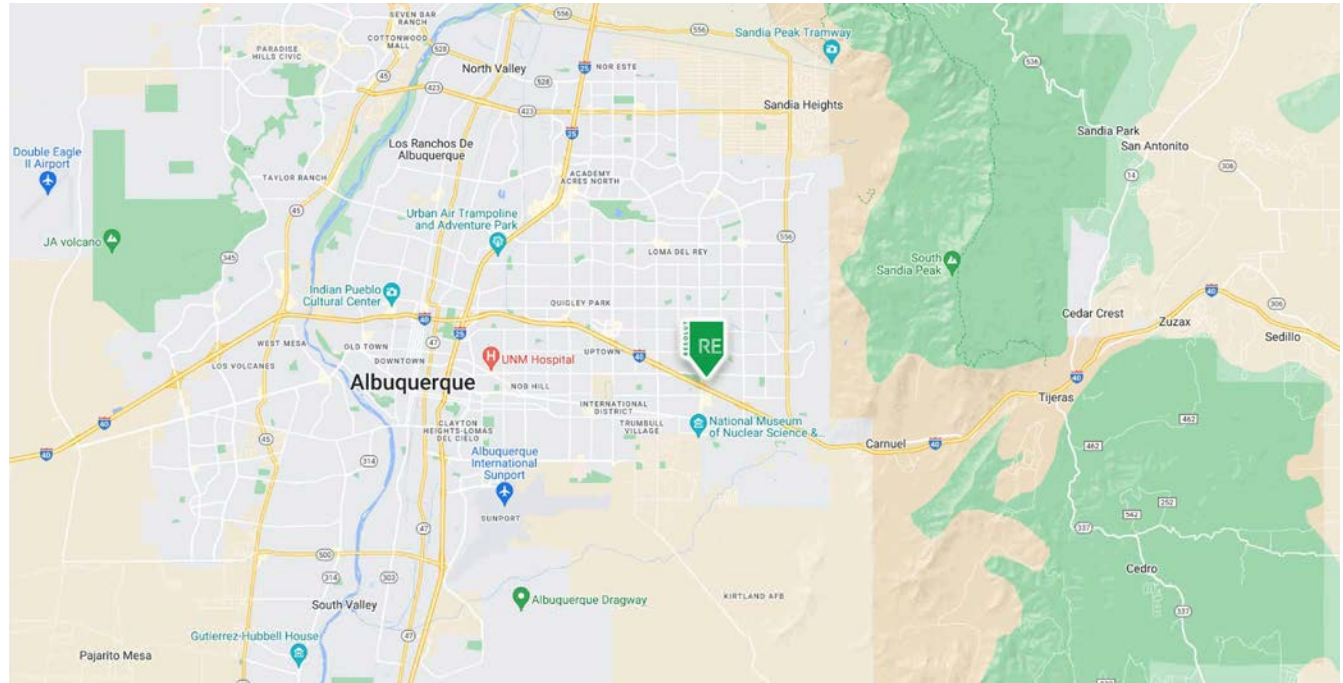 SEVEN BAR
RANCH
556
556
COTTONWOOD
MALL
528
PARADISE
HILLS CIVIC
45
North Valley
25
NOR ESTE
528
Sandia Peak Tramway
536
423
423
Sandia Heights
Los Ranchos De
Albuquerque
25
Sandia Park
San Antonito
Double Eagle
II Airport
TAYLOR RANCH
ACADEMY
ACRES NORTH
306
14
45
Urban Air Trampoline
and Adventure Park
JA volcano
345
LOMA DEL REY
556
South
Sandia Peak
Indian Pueblo
Cultural Center
QUIGLEY PARK
40
25
40
306
Cedar Crest
Zuzax
Sedillo
WEST MESA
OLD TOWN
47
DOWNTOWN
UNM Hospital
UPTOWN
40
RESOLUT
RE
LOS VOLCANES
Albuquerque
NOB HILL
40
Tijeras
INTERNATIONAL
DISTRICT
40
CLAYTON
HEIGHTS-LOMAS
DEL CIELO
TRUMBULL
VILLAGE
National Museum
of Nuclear Science &...
462
45
40
Carnuel
40
462
314
Albuquerque
International
Sunport
SUNPORT
252
542
337
47
500
314
303
Cedro
South Valley
Albuquerque Dragway
KIRTLAND AFB
337
Gutierrez-Hubbell House
47
Pajarito Mesa